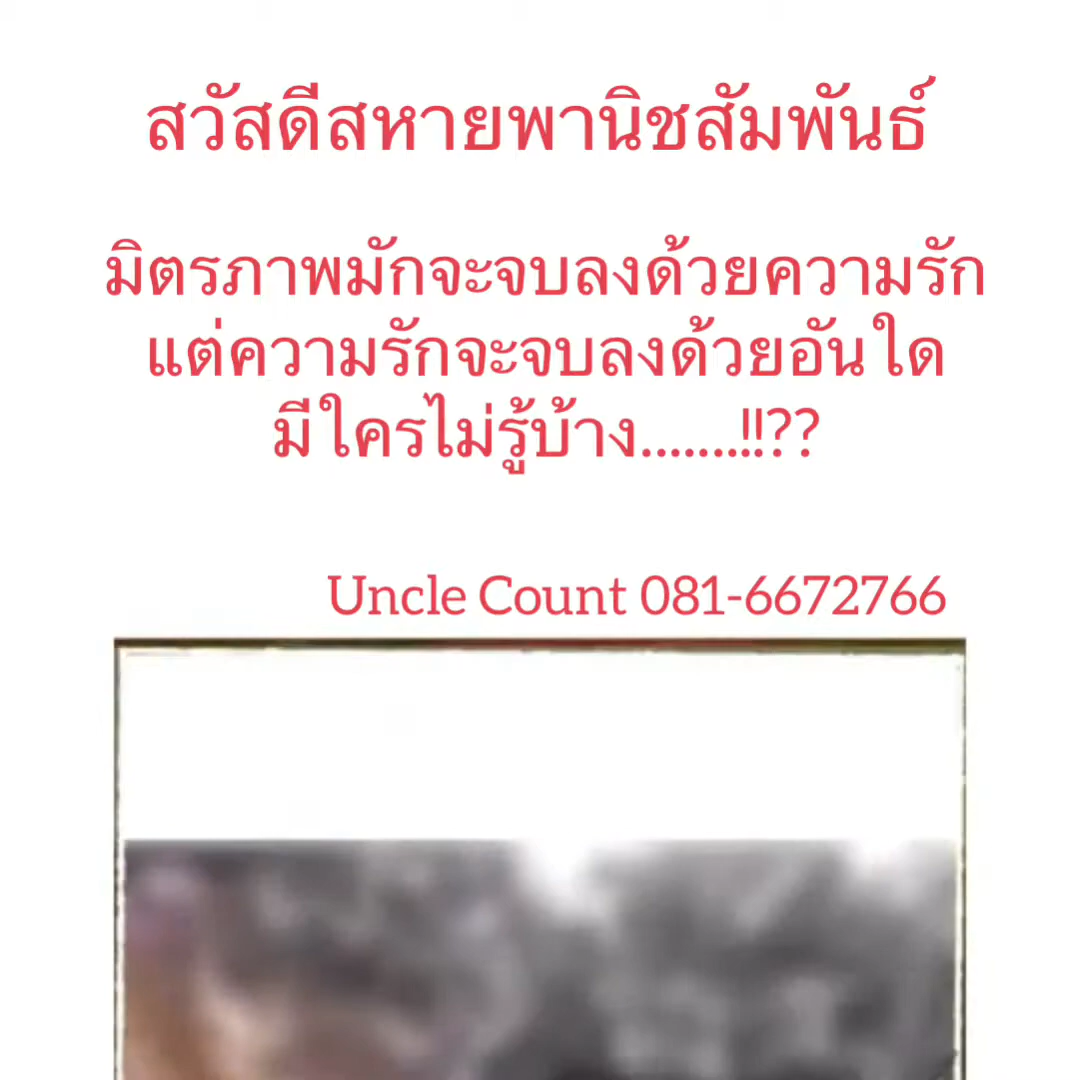 สวัสดีสหายพานิชสัมพันธ์
มิตรภาพมักจะจบลงด้วยความรัก
แต่ความรักจะจบลงด้วยอันใด
มีใครไม่รู้บ้าง........!!??
Uncle Count 081-6672766